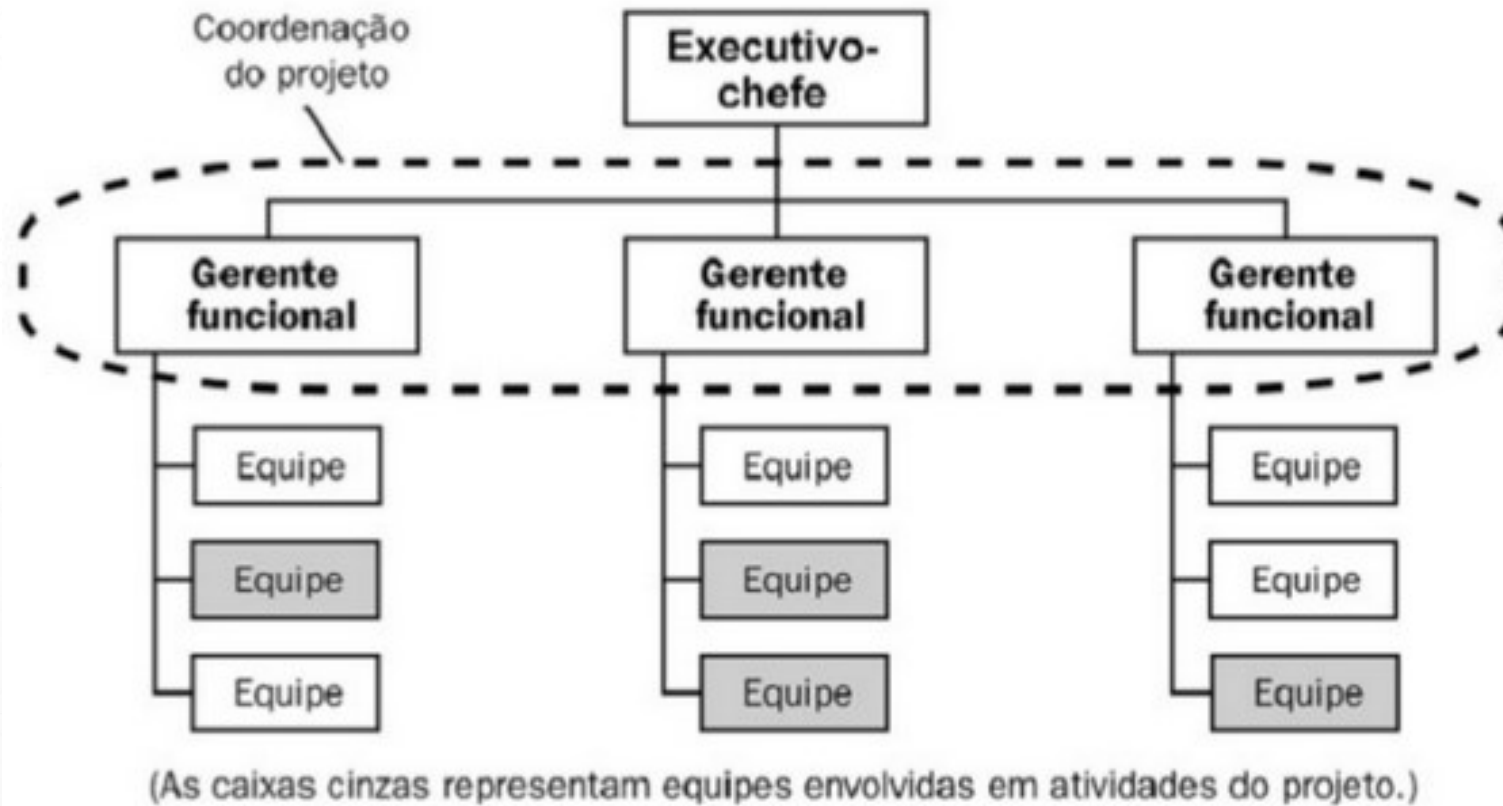 Coordenação
do projeto
Executivo-
chefe
Gerente
funcional
Gerente
funcional
Gerente
funcional
Equipe
Equipe
Equipe
Equipe
Equipe
Equipe
Equipe
Equipe
Equipe
(As caixas cinzas representam equipes envolvidas em atividades do projeto.)